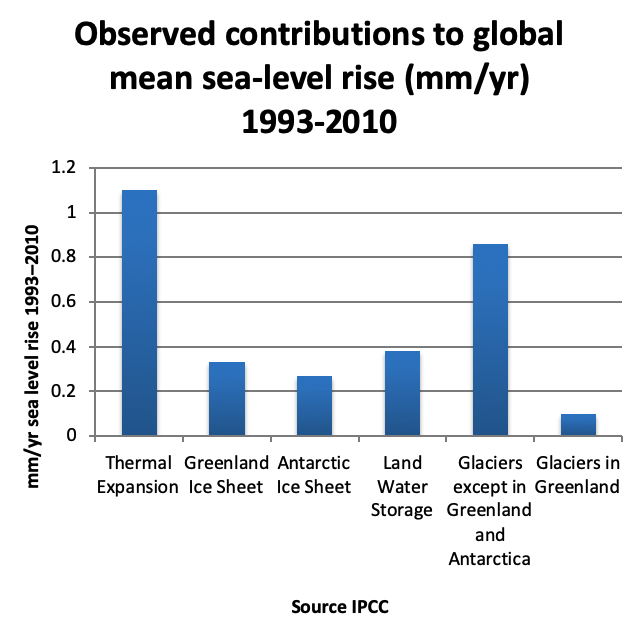 Observed contributions to global
mean sea-level rise (mm/yr)
1993-2010
mm/yr sea level rise 1993–2010
1.2
1
0.8
0.6
0.4
0.2
0
Thermal
Expansion
Greenland
Ice Sheet
Antarctic
Ice Sheet
Land
Water
Storage
Glaciers
except in
Greenland
and
Antarctica
Glaciers in
Greenland
Source IPCC